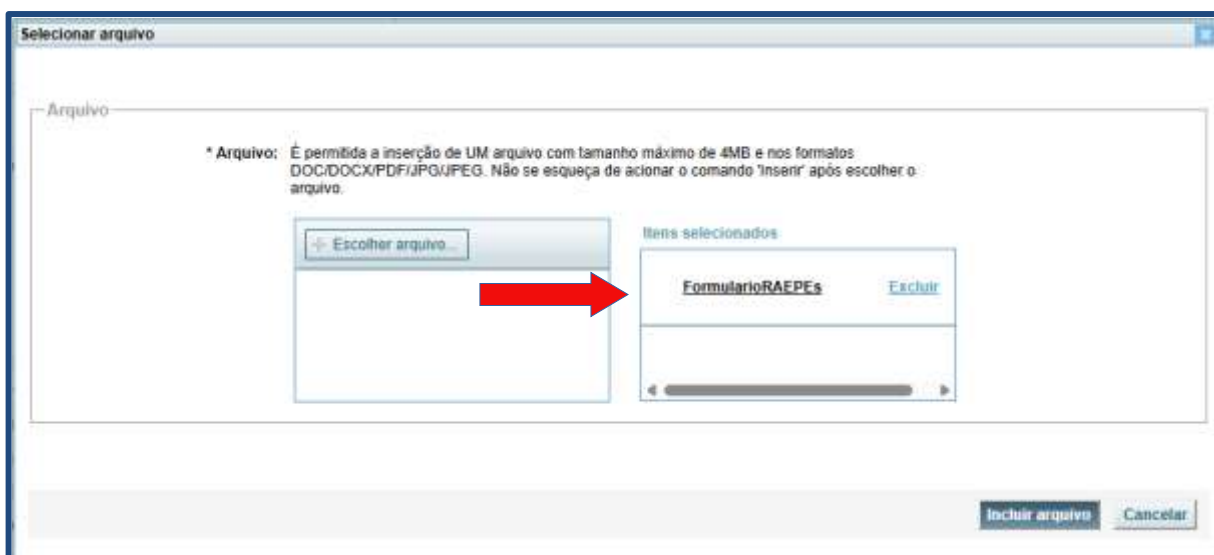 Selecionar arquivo
Arquivo
* Arquivo: É permitida a inserção de UM arquivo com tamanho máximo de 4MB e nos formatos
DOC/DOCX/PDF/JPG/JPEG. Não se esqueça de acionar o comando 'Inserir' após escolher o
arquivo.
+ Escolher arquivo...
Itens selecionados
FormularioRAEPEs Excluir
Incluir arquivo Cancelar